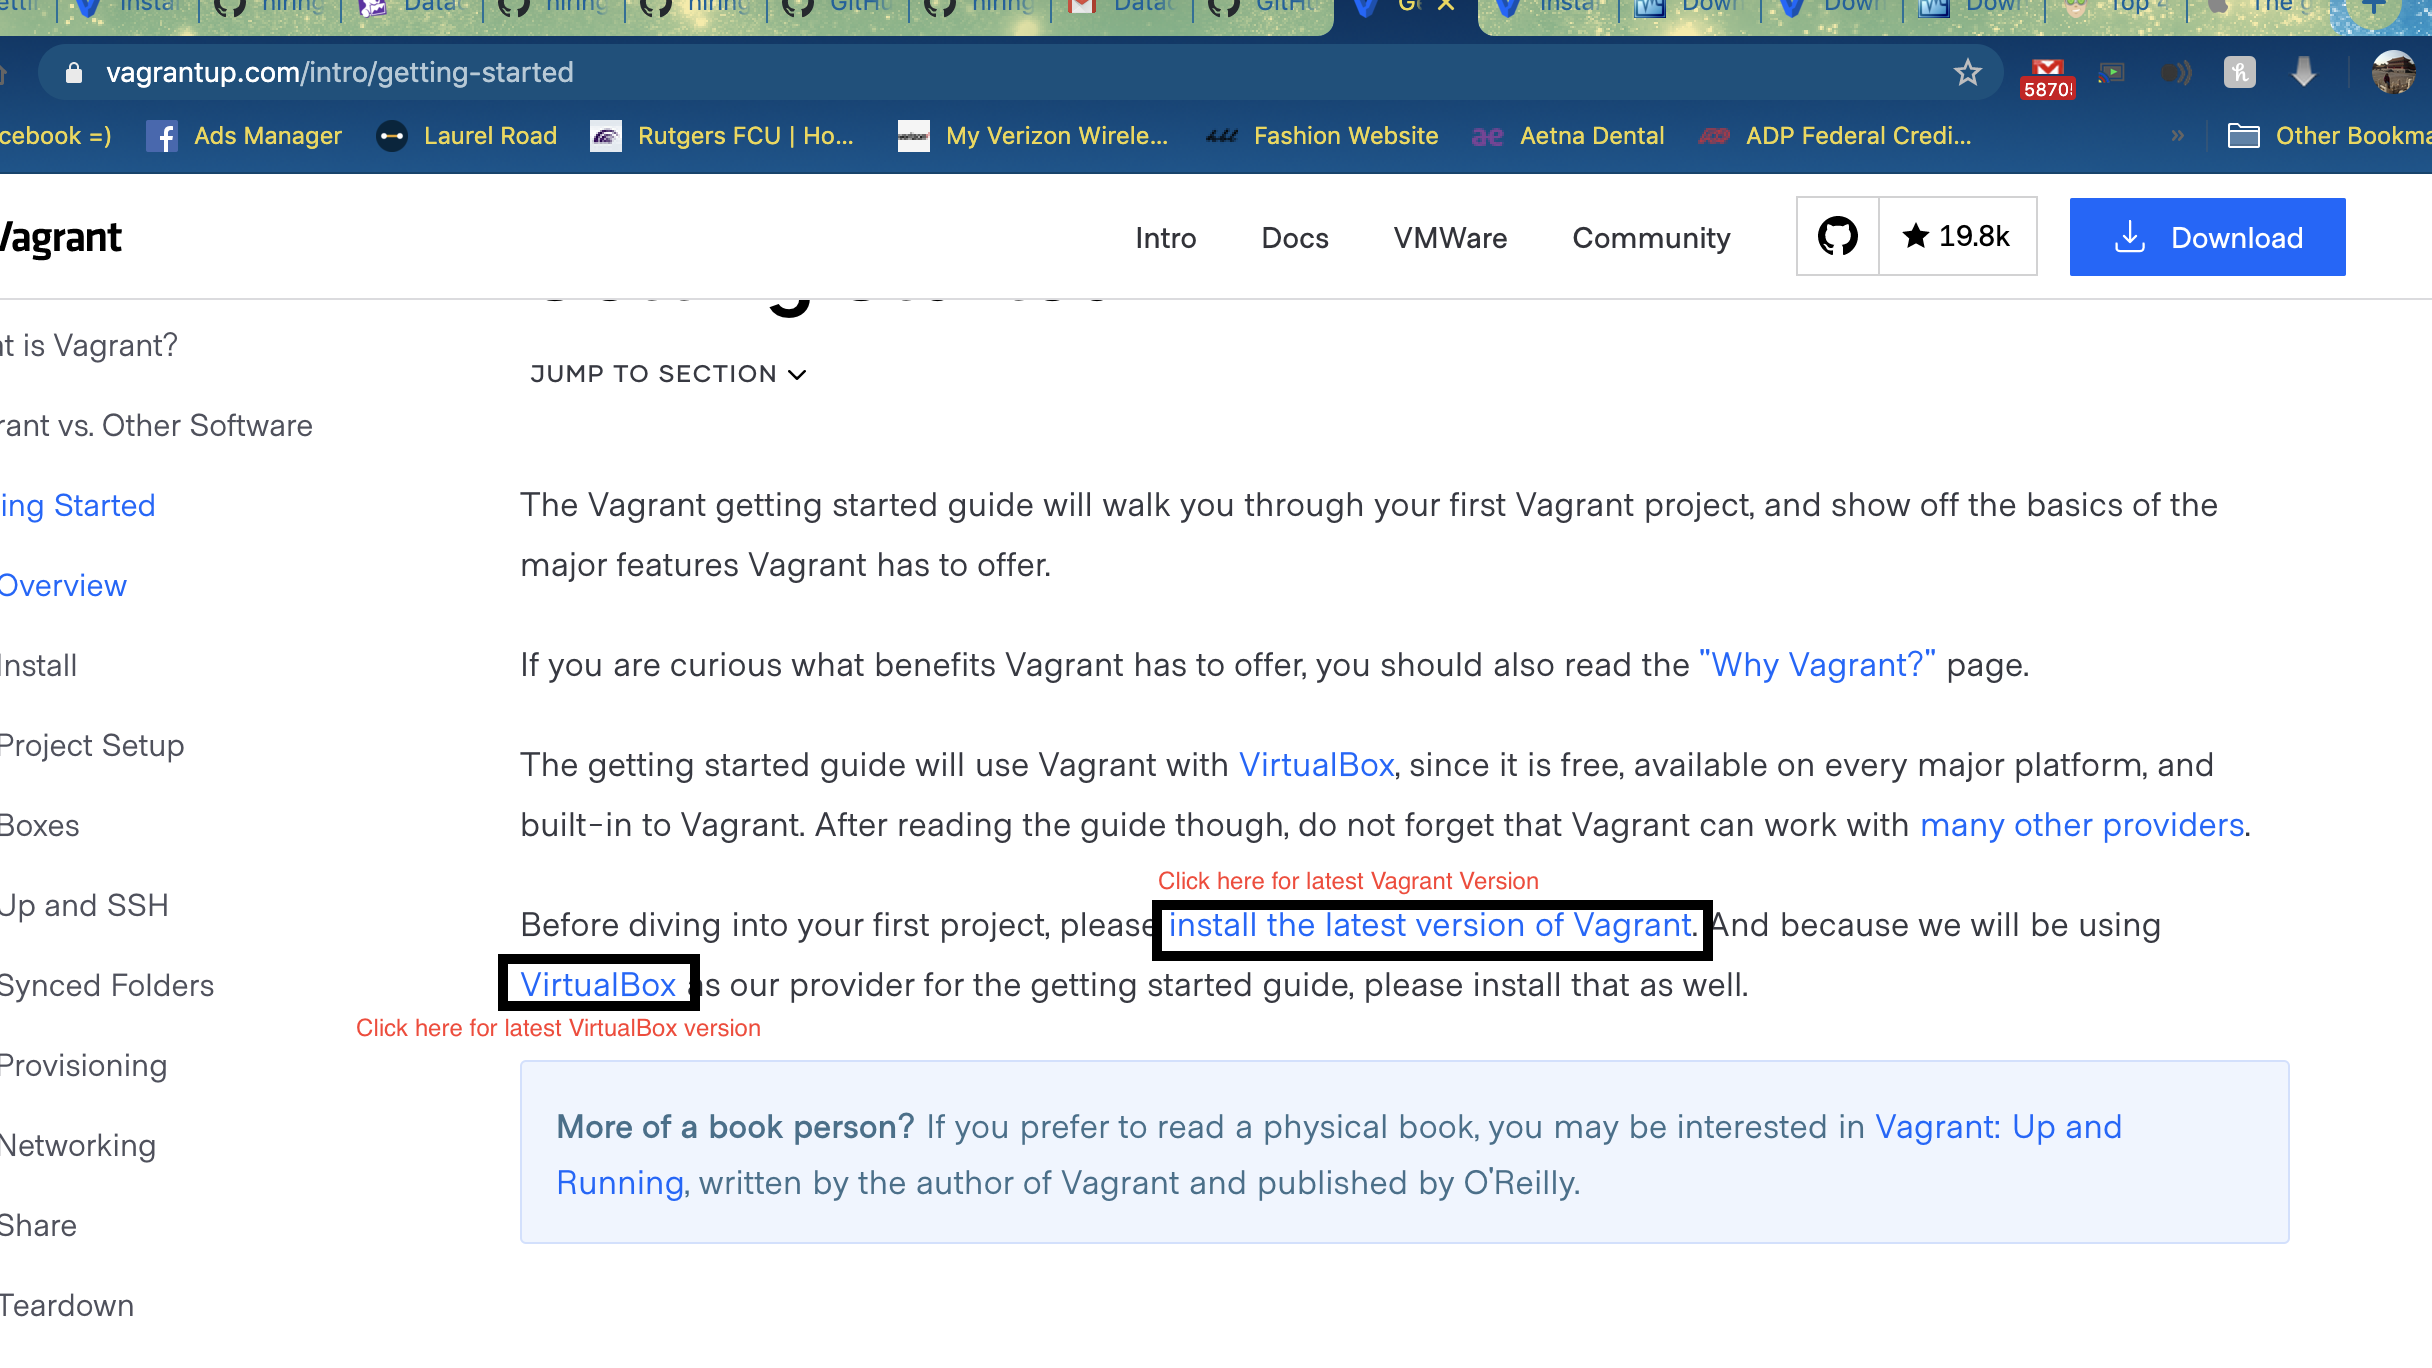 Instal
hiring
Datad
hiring
hiring
GitHu
hiring
Datad
GitHu
Instal
Down
Down
Down
Top 4
The g
vagrantup.com/intro/getting-started
5870
cebook =)
Ads Manager
Laurel Road
Rutgers FCU | Ho...
My Verizon Wirele...
Fashion Website
ae
Aetna Dental
ADP Federal Credi...
»
Other Bookma
Vagrant
Intro
Docs
VMWare
Community
19.8k
Download
JUMP TO SECTION
t is Vagrant?
rant vs. Other Software
ing Started
Overview
Install
Project Setup
Boxes
Up and SSH
Synced Folders
Provisioning
Networking
Share
Teardown
The Vagrant getting started guide will walk you through your first Vagrant project, and show off the basics of the
major features Vagrant has to offer.
If you are curious what benefits Vagrant has to offer, you should also read the "Why Vagrant?" page.
The getting started guide will use Vagrant with VirtualBox, since it is free, available on every major platform, and
built-in to Vagrant. After reading the guide though, do not forget that Vagrant can work with many other providers.
Click here for latest Vagrant Version
Before diving into your first project, please install the latest version of Vagrant. And because we will be using
VirtualBox as our provider for the getting started guide, please install that as well.
Click here for latest VirtualBox version
More of a book person? If you prefer to read a physical book, you may be interested in Vagrant: Up and
Running, written by the author of Vagrant and published by O'Reilly.